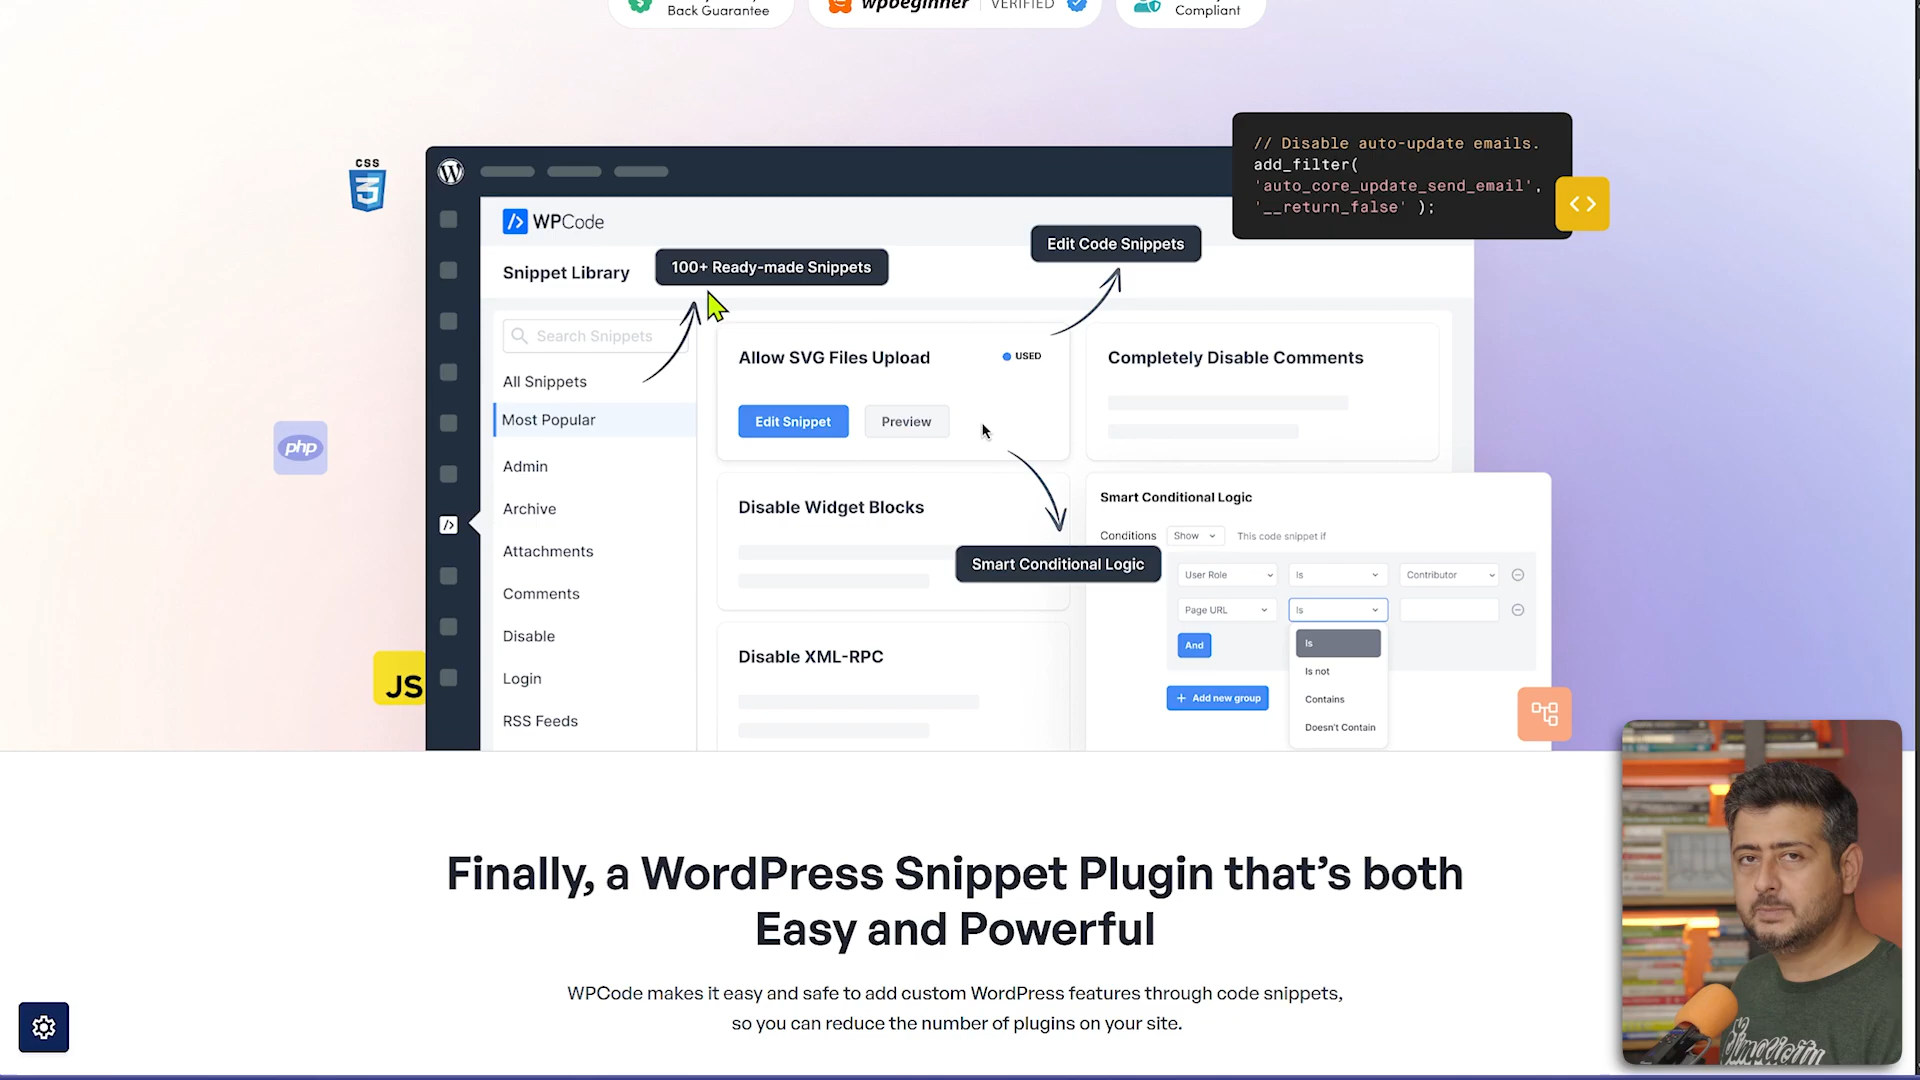 Back Guarantee
wpbeginner
VERIFIED
Compliant
CSS
3
// Disable auto-update emails.
add_filter(
'auto_core_update_send_email',
'__return_false' );
WPCode
Snippet Library
100+ Ready-made Snippets
Edit Code Snippets
Search Snippets
All Snippets
Most Popular
Admin
Archive
Attachments
Comments
Disable
Login
RSS Feeds
Allow SVG Files Upload
USED
Edit Snippet
Preview
Completely Disable Comments
Disable Widget Blocks
Disable XML-RPC
Smart Conditional Logic
Smart Conditional Logic
Conditions
Show
This code snippet if
User Role
Is
Contributor
Page URL
Is
And
Is
Is not
Contains
Doesn't Contain
+ Add new group
php
JS
Finally, a WordPress Snippet Plugin that’s both
Easy and Powerful
WPCode makes it easy and safe to add custom WordPress features through code snippets,
so you can reduce the number of plugins on your site.
Simplicity